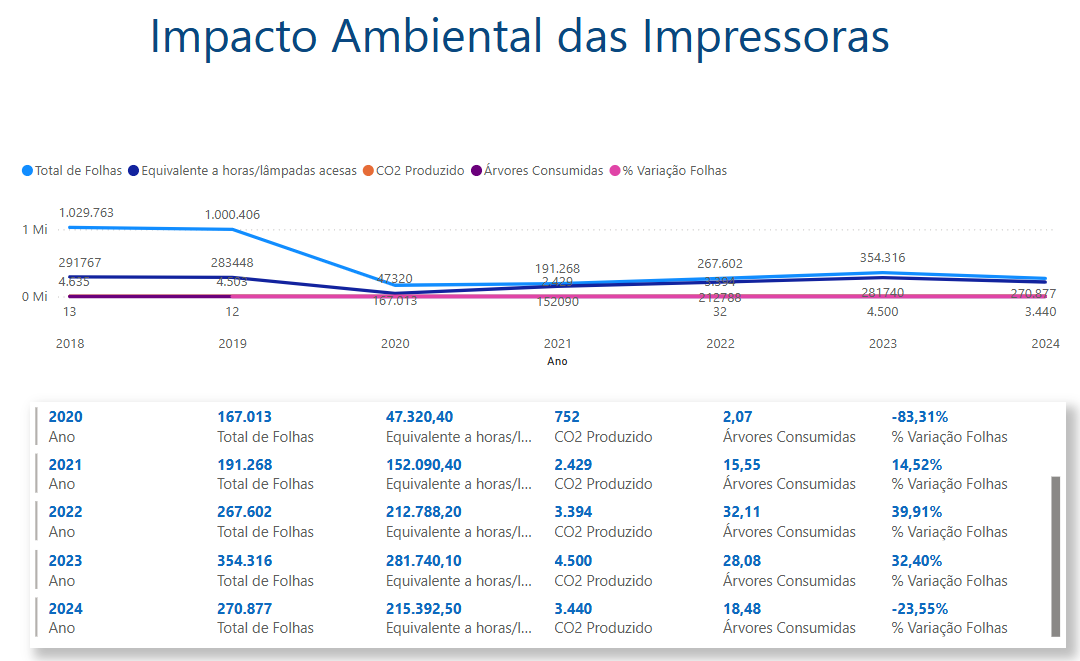 Impacto Ambiental das Impressoras
Total de Folhas Equivalente a horas/lâmpadas acesas CO2 Produzido Árvores Consumidas % Variação Folhas
1.029.763 1.000.406
1 Mi
354.316
291767 283448 47320 191.268 267.602
4.635 4.503 2.429 3.394
0 Mi 167.013 152090 212788 281740 270.877
13 12 32 4.500 3.440
2018 2019 2020 2021 2022 2023 2024
Ano
2020 167.013 47.320,40 752 2,07 -83,31%
Ano Total de Folhas Equivalente a horas/l... CO2 Produzido Árvores Consumidas % Variação Folhas
2021 191.268 152.090,40 2.429 15,55 14,52%
Ano Total de Folhas Equivalente a horas/l... CO2 Produzido Árvores Consumidas % Variação Folhas
2022 267.602 212.788,20 3.394 32,11 39,91%
Ano Total de Folhas Equivalente a horas/l... CO2 Produzido Árvores Consumidas % Variação Folhas
2023 354.316 281.740,10 4.500 28,08 32,40%
Ano Total de Folhas Equivalente a horas/l... CO2 Produzido Árvores Consumidas % Variação Folhas
2024 270.877 215.392,50 3.440 18,48 -23,55%
Ano Total de Folhas Equivalente a horas/l... CO2 Produzido Árvores Consumidas % Variação Folhas